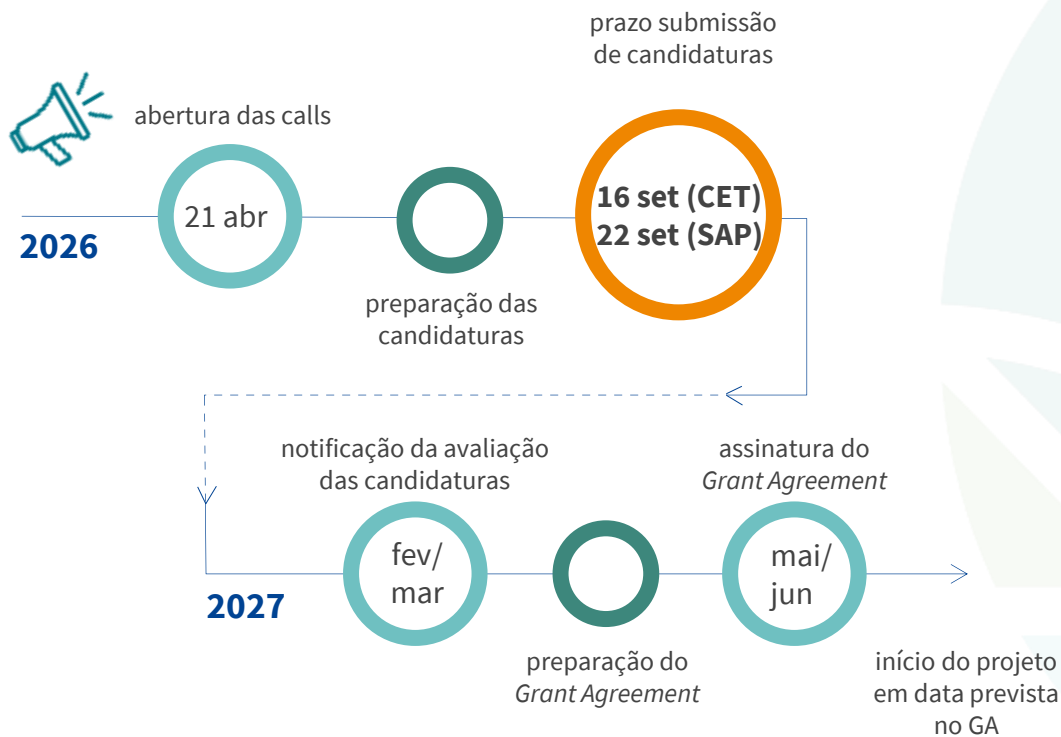 prazo submissão
de candidaturas
abertura das calls
21 abr
16 set (CET)
22 set (SAP)
2026
preparação das
candidaturas
notificação da avaliação
das candidaturas
assinatura do
Grant Agreement
fev/
mar
mai/
jun
2027
preparação do
Grant Agreement
início do projeto
em data prevista
no GA